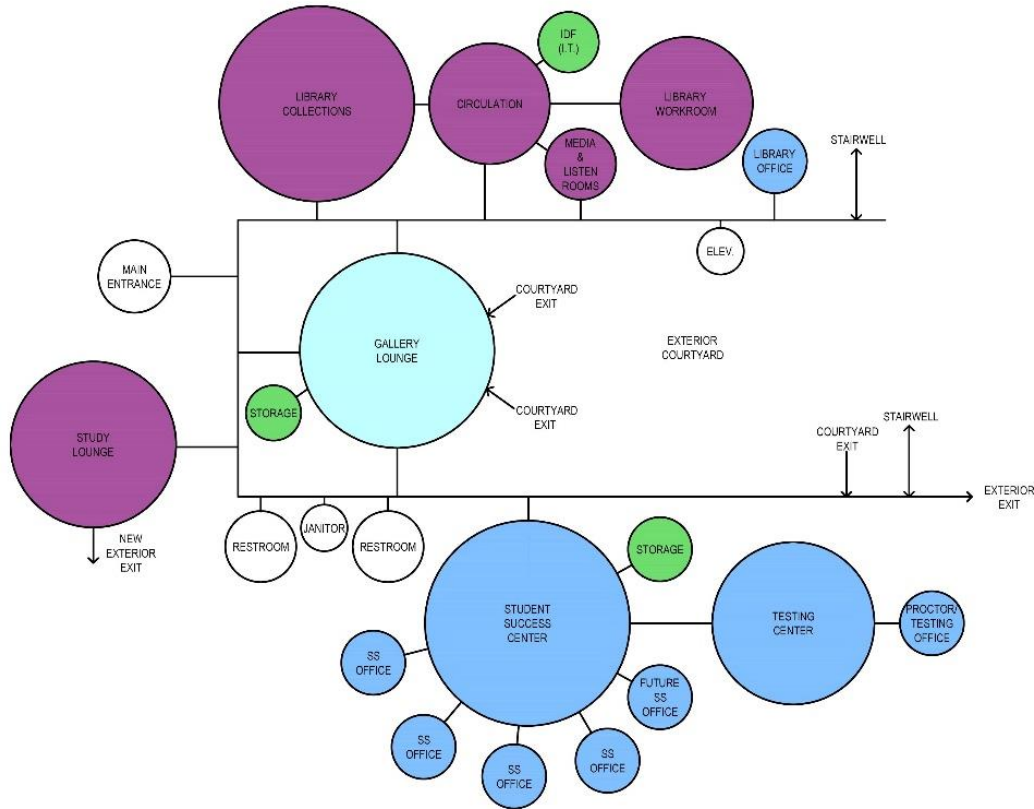 IDF
(I.T.)
LIBRARY
COLLECTIONS
CIRCULATION
LIBRARY
WORKROOM
MEDIA
&
LISTEN
ROOMS
LIBRARY
OFFICE
STAIRWELL
MAIN
ENTRANCE
ELEV.
COURTYARD
EXIT
GALLERY
LOUNGE
EXTERIOR
COURTYARD
STORAGE
COURTYARD
EXIT
STUDY
LOUNGE
COURTYARD
EXIT
STAIRWELL
EXTERIOR
EXIT
NEW
EXTERIOR
EXIT
RESTROOM
JANITOR
RESTROOM
STORAGE
STUDENT
SUCCESS
CENTER
TESTING
CENTER
PROCTOR/
TESTING
OFFICE
SS
OFFICE
FUTURE
SS
OFFICE
SS
OFFICE
SS
OFFICE
SS
OFFICE